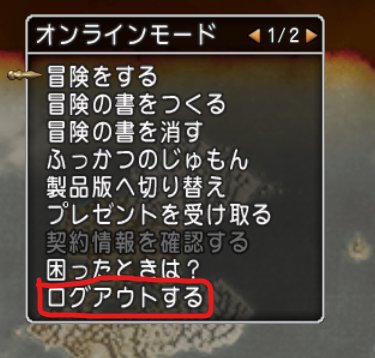 オンラインモード ◀1/2▶
冒険をする
冒険の書をつくる
冒険の書を消す
ふっかつのじゅもん
製品版へ切り替え
プレゼントを受け取る
契約情報を確認する
困ったときは？
ログアウトする